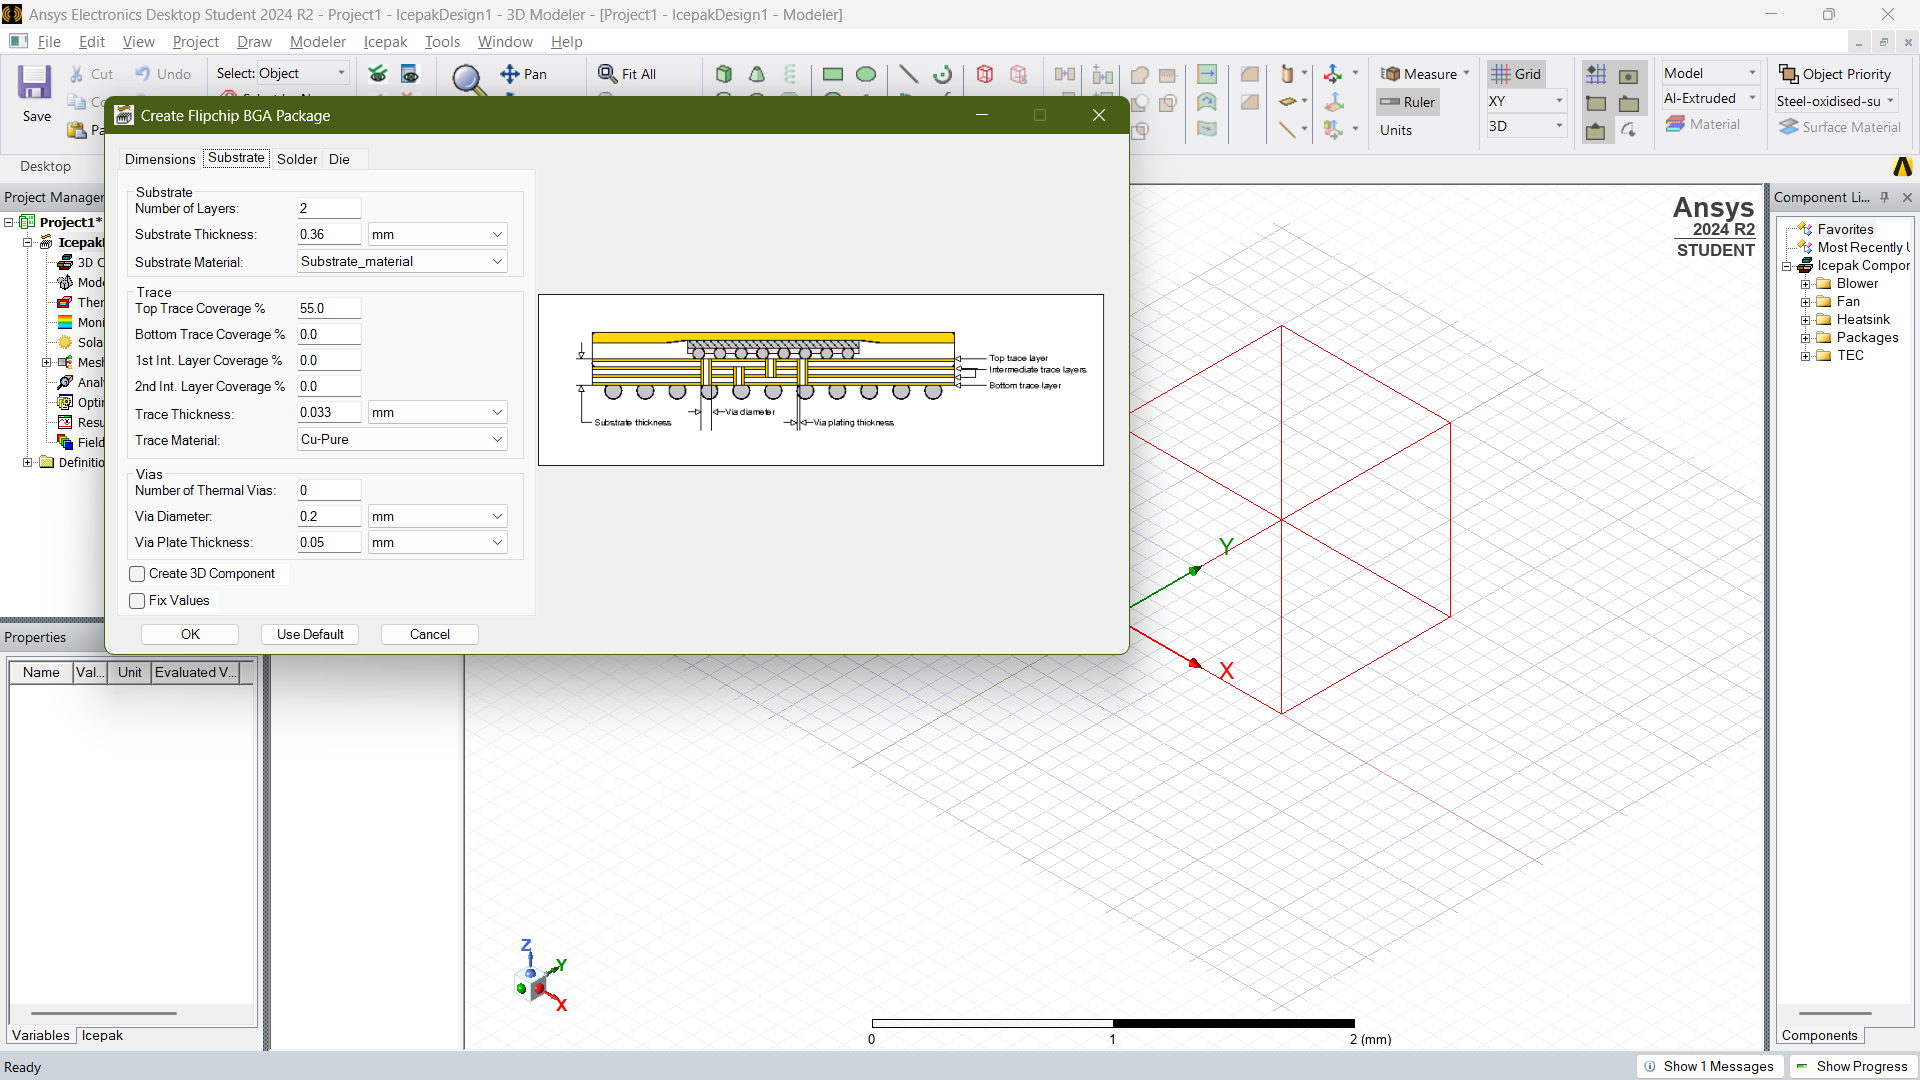 Ansys Electronics Desktop Student 2024 R2 - Project1 - IcepakDesign1 - 3D Modeler - [Project1 - IcepakDesign1 - Modeler]
File Edit View Project Draw Modeler Icepak Tools Window Help
Save
Cut
Undo
Select: Object
Pan
Fit All
Measure
Ruler
Units
Grid
XY
3D
Model
Al-Extruded
Material
Object Priority
Steel-oxidised-su
Surface Material
Desktop
Create Flipchip BGA Package
Dimensions Substrate Solder Die
Substrate
Number of Layers: 2
Substrate Thickness: 0.36 mm
Substrate Material: Substrate_material
Trace
Top Trace Coverage % 55.0
Bottom Trace Coverage % 0.0
1st Int. Layer Coverage % 0.0
2nd Int. Layer Coverage % 0.0
Trace Thickness: 0.033 mm
Trace Material: Cu-Pure
Vias
Number of Thermal Vias: 0
Via Diameter: 0.2 mm
Via Plate Thickness: 0.05 mm
Create 3D Component
Fix Values
OK Use Default Cancel
Top trace layer
Intermediate trace layers
Bottom trace layer
Via diameter
Substrate thickness
Via plating thickness
Project Manager
Project1*
Icepak
3D C
Mode
Ther
Moni
Sola
Mesh
Anal
Opti
Resu
Field
Definitio
Properties
Name Val... Unit Evaluated V...
Variables Icepak
Ansys
2024 R2
STUDENT
Y
X
Z
Y
X
0 1 2 (mm)
Component Li...
Favorites
Most Recently U
Icepak Compor
Blower
Fan
Heatsink
Packages
TEC
Components
Ready
Show 1 Messages
Show Progress